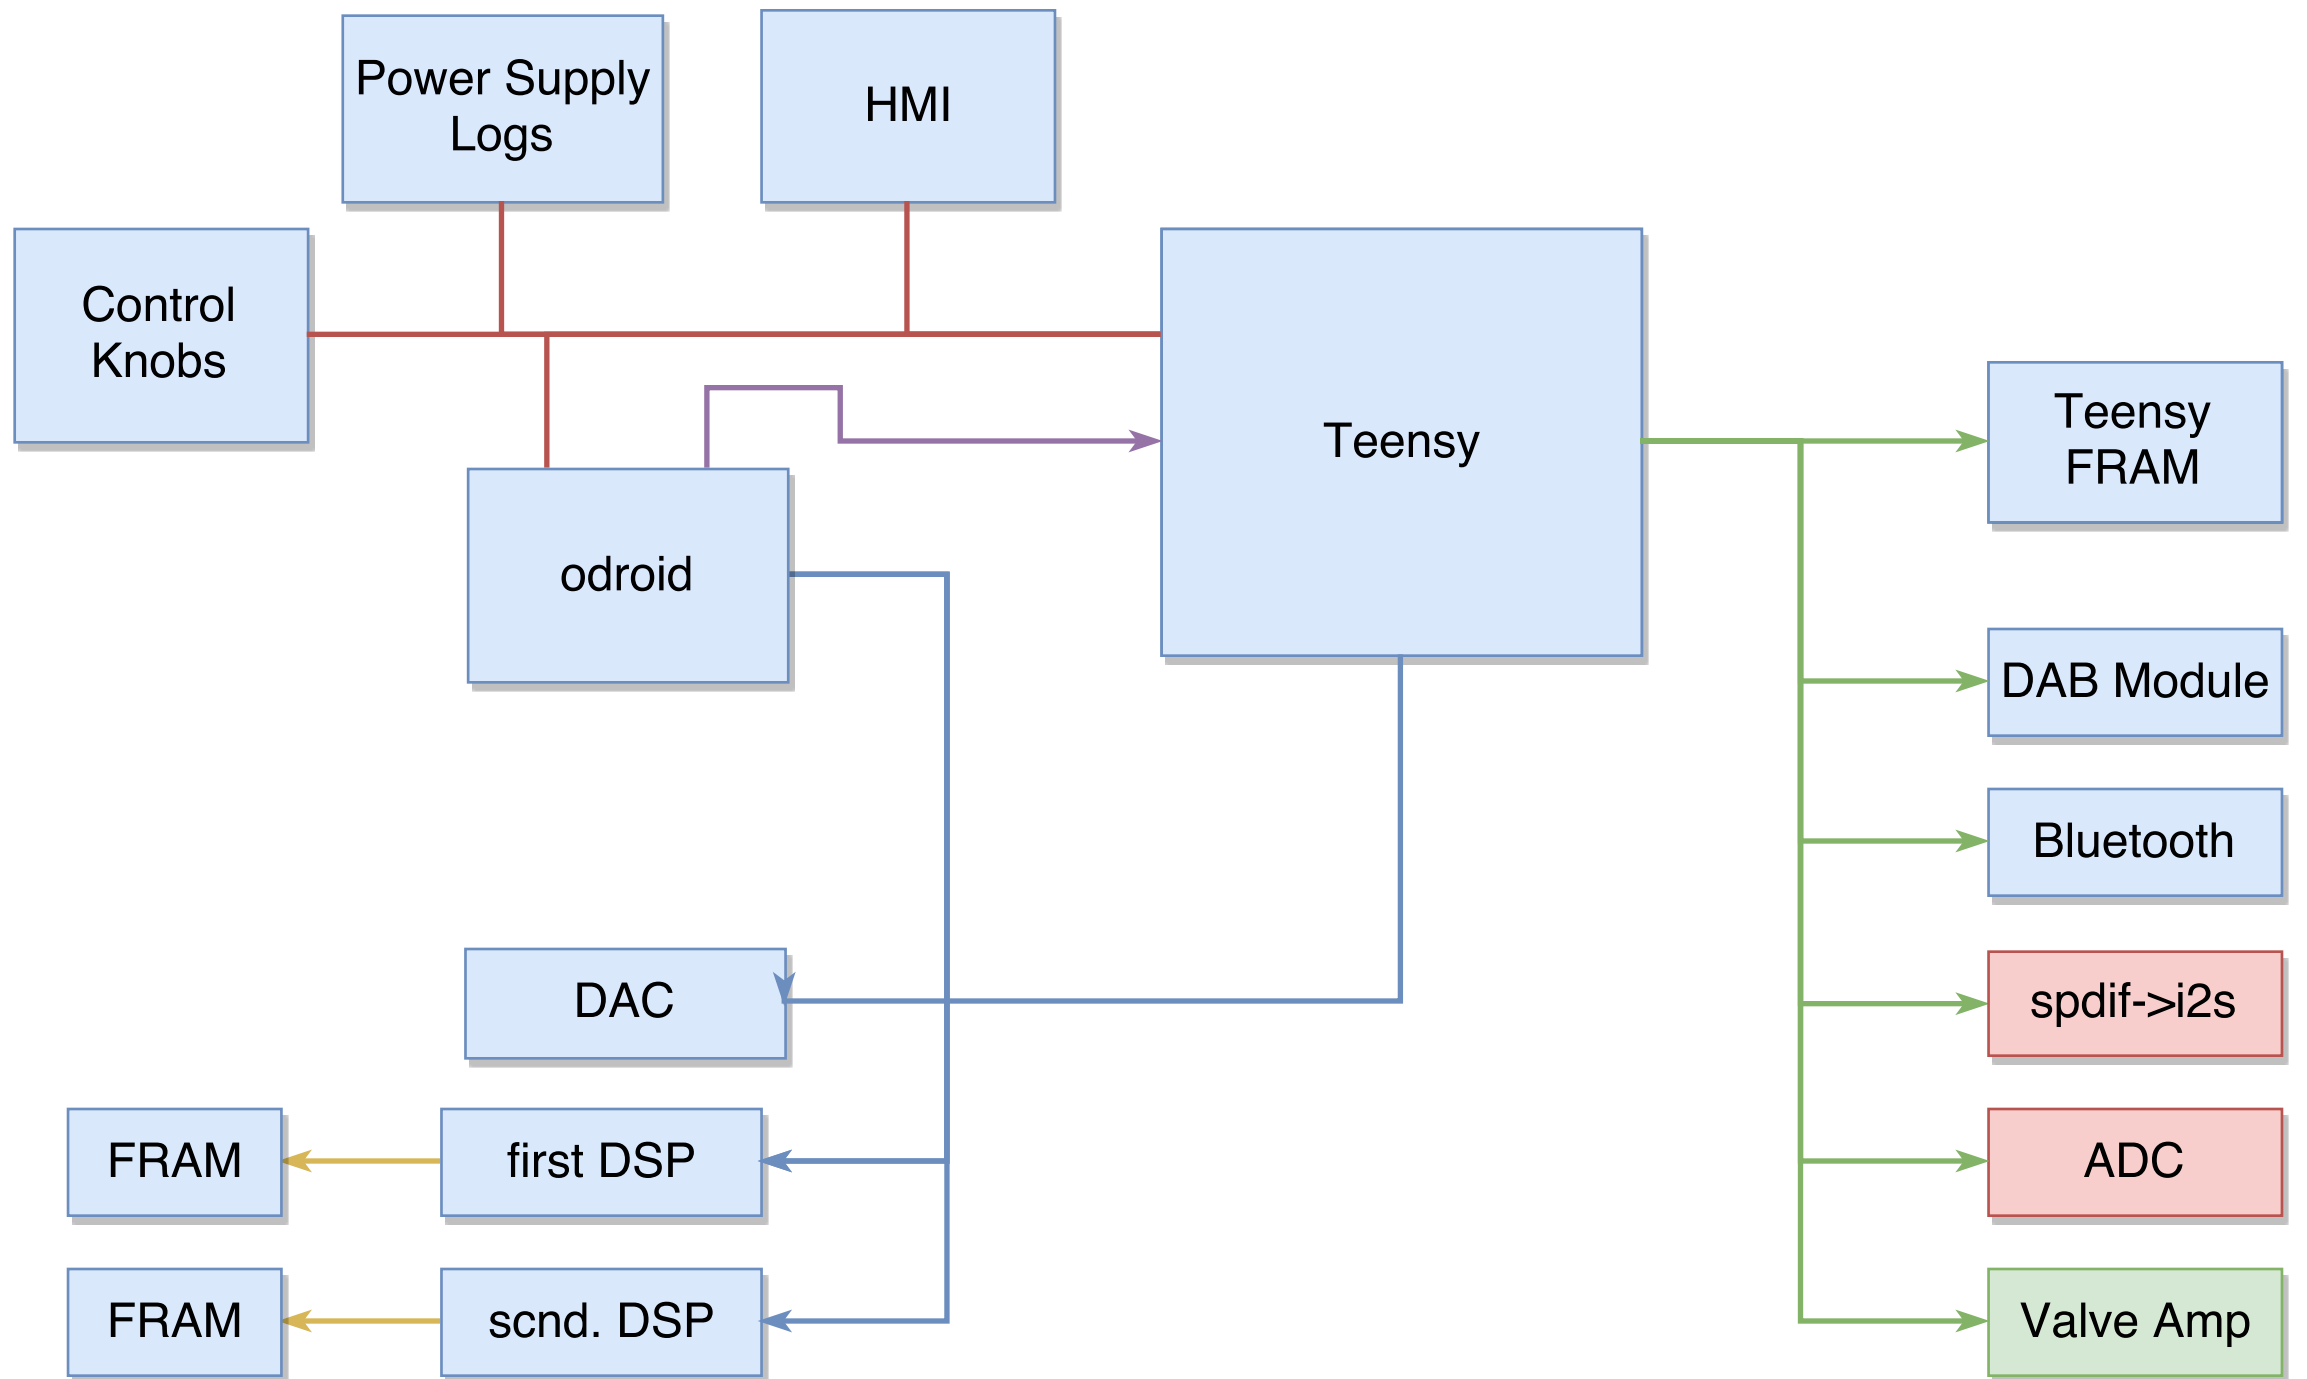 Power Supply
Logs
HMI
Control
Knobs
Teensy
Teensy
FRAM
odroid
DAB Module
Bluetooth
DAC
spdif->i2s
FRAM
first DSP
ADC
FRAM
scnd. DSP
Valve Amp